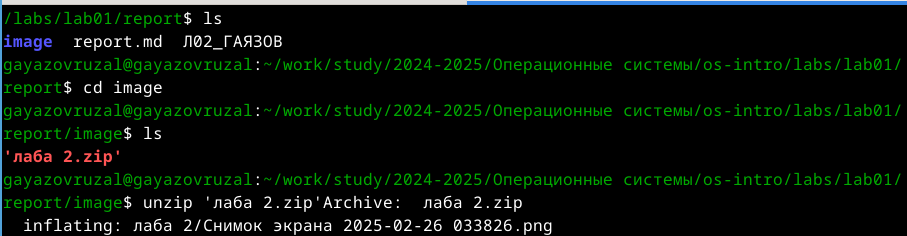 /labs/lab01/report$ ls
image  report.md  Л02_ГАЯЗОВ
gayazovruzal@gayazovruzal:~/work/study/2024-2025/Операционные системы/os-intro/labs/lab01/
report$ cd image
gayazovruzal@gayazovruzal:~/work/study/2024-2025/Операционные системы/os-intro/labs/lab01/
report/image$ ls
'лаба 2.zip'
gayazovruzal@gayazovruzal:~/work/study/2024-2025/Операционные системы/os-intro/labs/lab01/
report/image$ unzip 'лаба 2.zip'Archive:  лаба 2.zip
  inflating: лаба 2/Снимок экрана 2025-02-26 033826.png